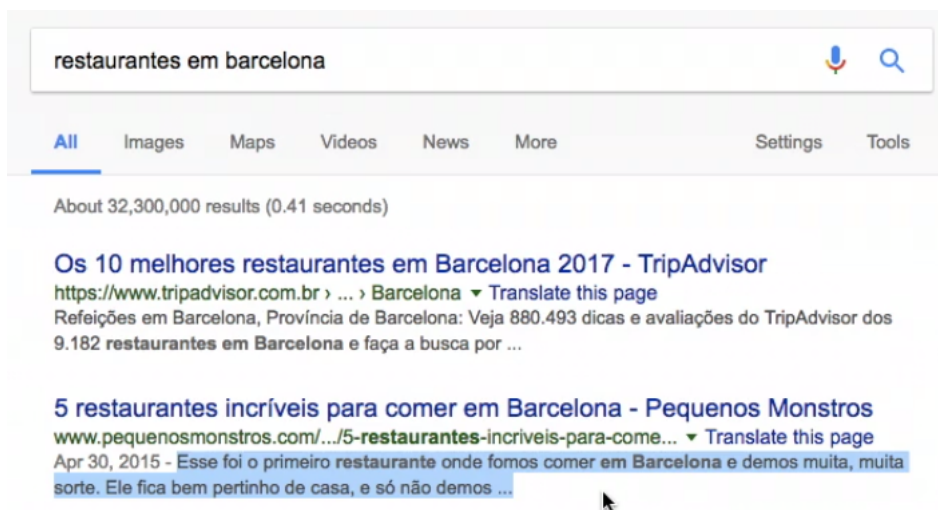 restaurantes em barcelona
All Images Maps Videos News More Settings Tools
About 32,300,000 results (0.41 seconds)
Os 10 melhores restaurantes em Barcelona 2017 - TripAdvisor
https://www.tripadvisor.com.br › ... › Barcelona ▾ Translate this page
Refeições em Barcelona, Província de Barcelona: Veja 880.493 dicas e avaliações do TripAdvisor dos
9.182 restaurantes em Barcelona e faça a busca por ...
5 restaurantes incríveis para comer em Barcelona - Pequenos Monstros
www.pequenosmonstros.com/.../5-restaurantes-incriveis-para-come... ▾ Translate this page
Apr 30, 2015 - Esse foi o primeiro restaurante onde fomos comer em Barcelona e demos muita, muita
sorte. Ele fica bem pertinho de casa, e só não demos ...